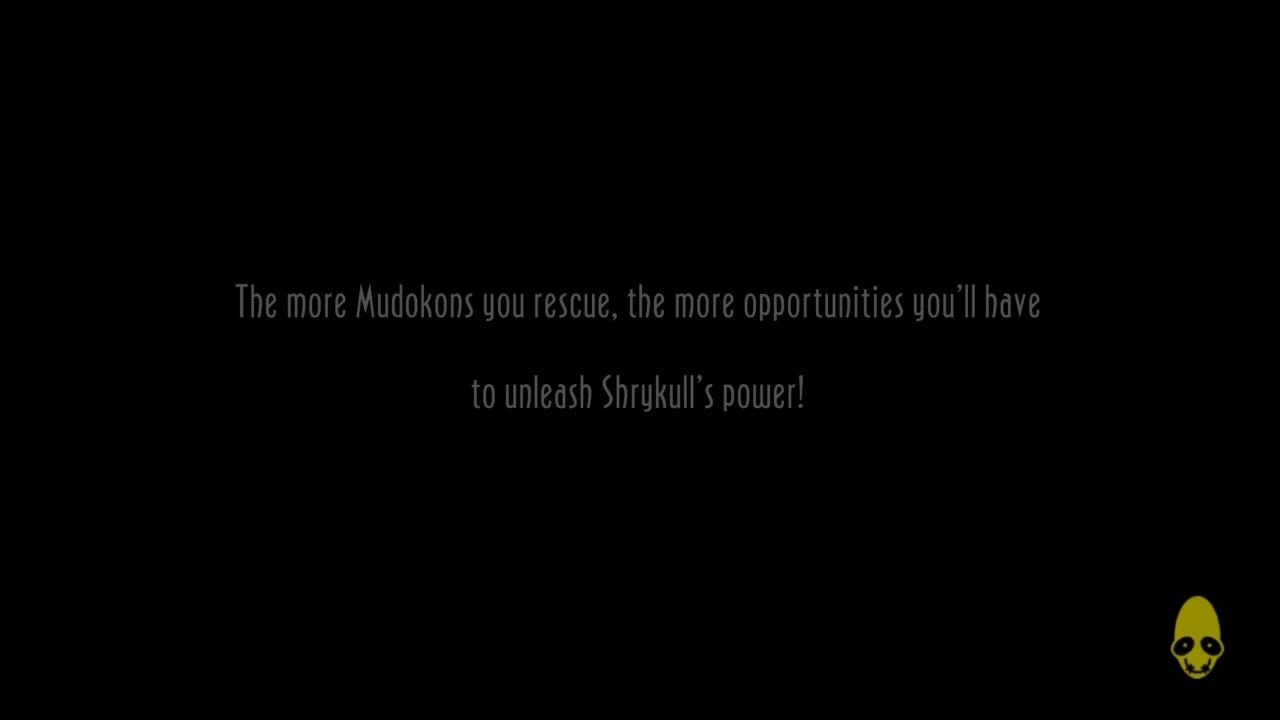 The more Mudokons you rescue, the more opportunities you’ll have
to unleash Shrykull’s power!